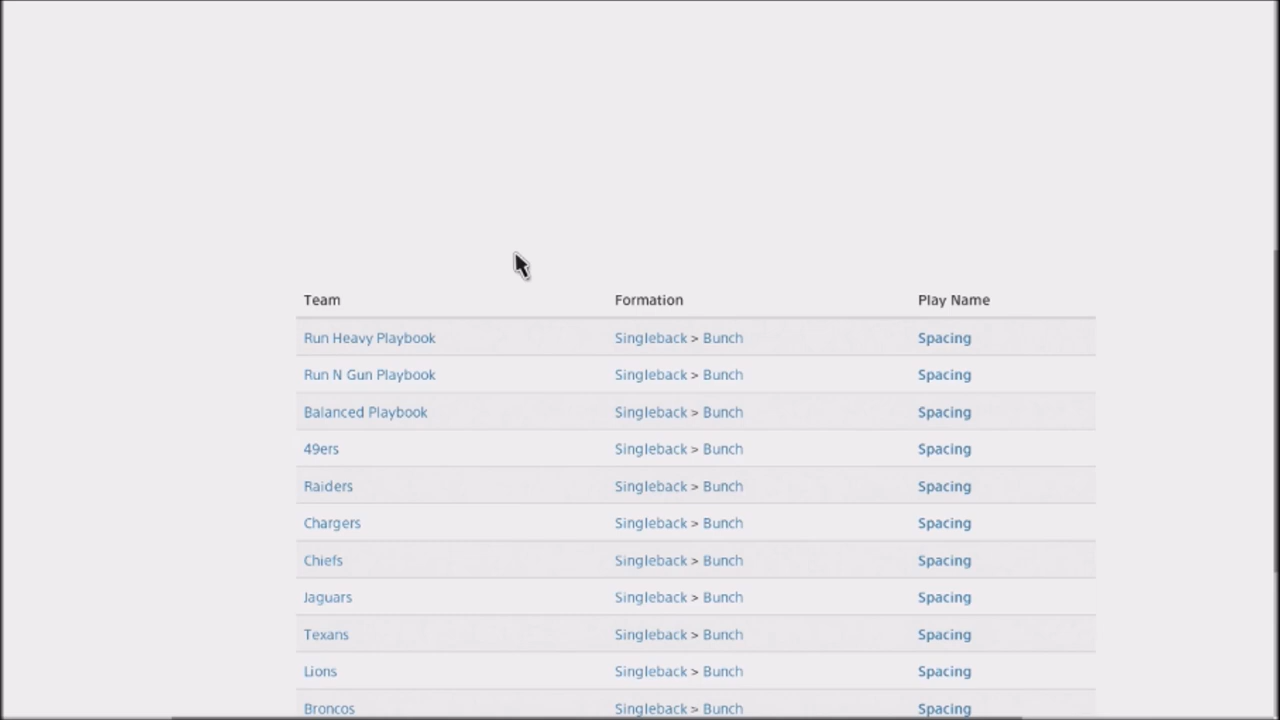 Team Formation Play Name
Run Heavy Playbook Singleback > Bunch Spacing
Run N Gun Playbook Singleback > Bunch Spacing
Balanced Playbook Singleback > Bunch Spacing
49ers Singleback > Bunch Spacing
Raiders Singleback > Bunch Spacing
Chargers Singleback > Bunch Spacing
Chiefs Singleback > Bunch Spacing
Jaguars Singleback > Bunch Spacing
Texans Singleback > Bunch Spacing
Lions Singleback > Bunch Spacing
Broncos Singleback > Bunch Spacing